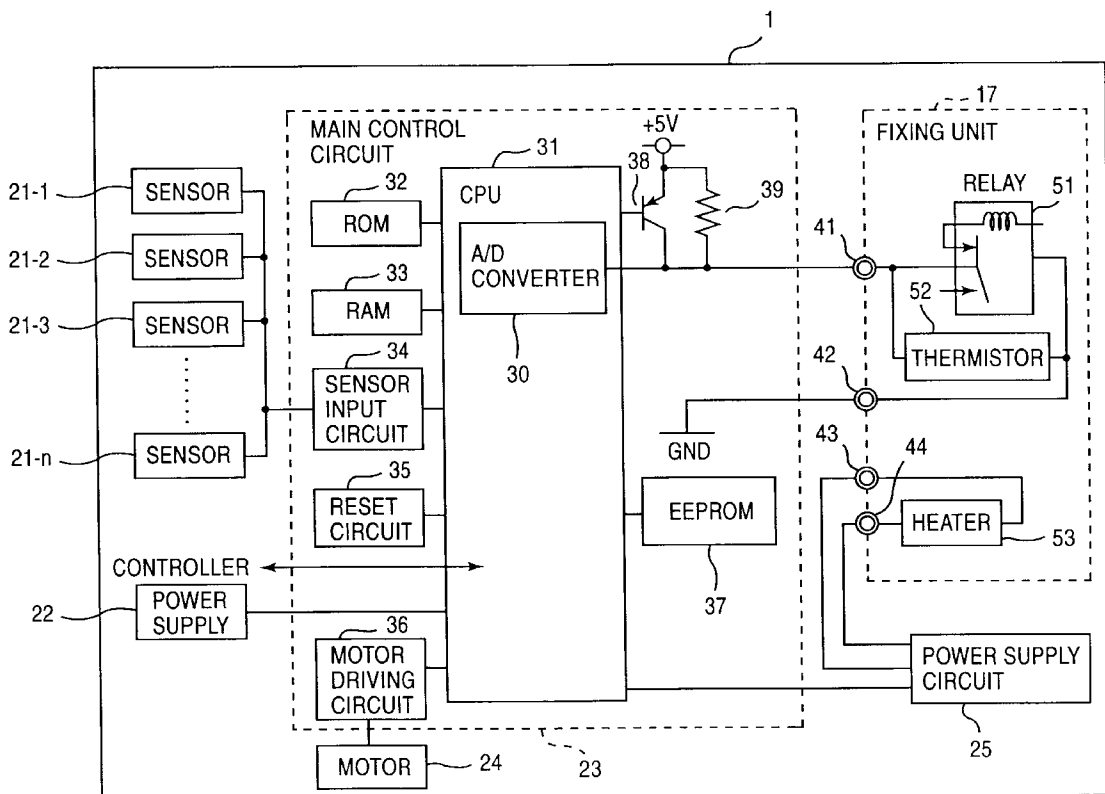 1
MAIN CONTROL
CIRCUIT
31
+5V
38
39
17
FIXING UNIT
RELAY
51
21-1
SENSOR
32
ROM
CPU
41
21-2
SENSOR
33
RAM
A/D
CONVERTER
30
52
THERMISTOR
21-3
SENSOR
34
SENSOR
INPUT
CIRCUIT
42
GND
21-n
SENSOR
35
RESET
CIRCUIT
43
44
EEPROM
37
HEATER
53
CONTROLLER
22
POWER
SUPPLY
36
MOTOR
DRIVING
CIRCUIT
POWER SUPPLY
CIRCUIT
25
MOTOR
24
23